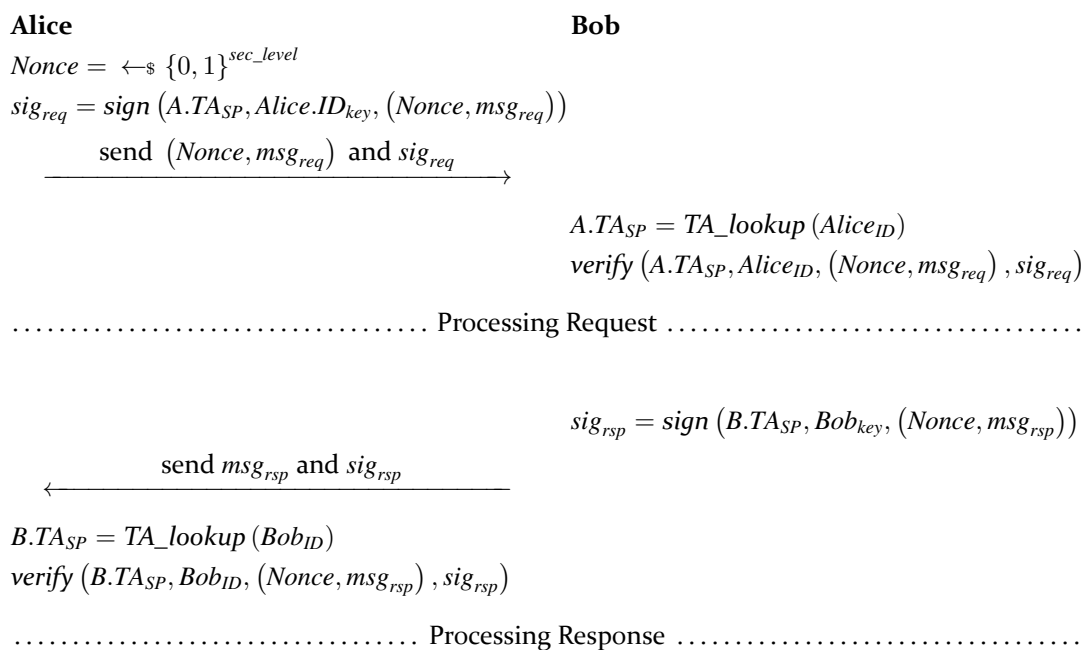 Alice Bob
Nonce = ←$ {0, 1}^sec_level
sig_req = sign (A.TA_SP, Alice.ID_key, (Nonce, msg_req))
send (Nonce, msg_req) and sig_req
A.TA_SP = TA_lookup (Alice_ID)
verify (A.TA_SP, Alice_ID, (Nonce, msg_req) , sig_req)
.................................... Processing Request ....................................
sig_rsp = sign (B.TA_SP, Bob_key, (Nonce, msg_rsp))
send msg_rsp and sig_rsp
B.TA_SP = TA_lookup (Bob_ID)
verify (B.TA_SP, Bob_ID, (Nonce, msg_rsp) , sig_rsp)
................................... Processing Response ...................................